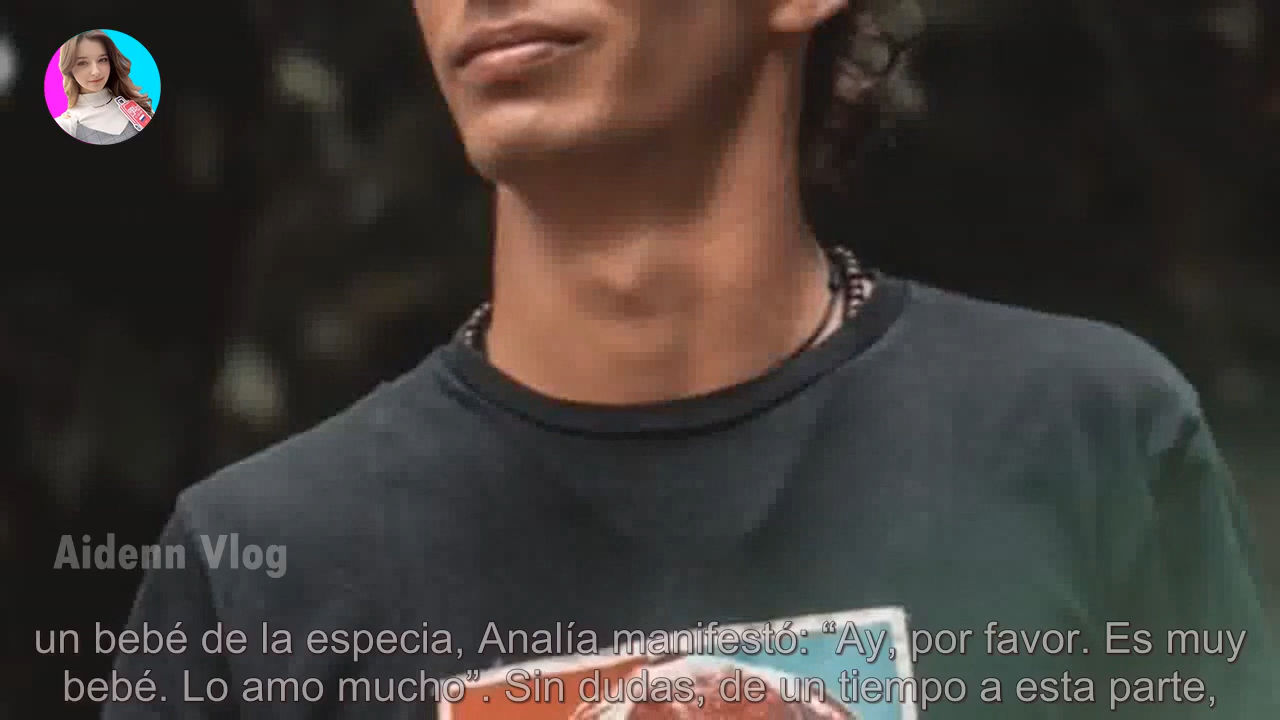 Aidenn Vlog
un bebé de la especia, Analía manifestó: “Ay, por favor. Es muy
bebé. Lo amo mucho”. Sin dudas, de un tiempo a esta parte,